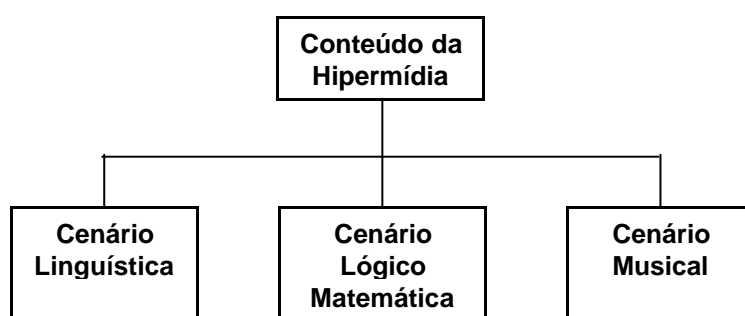 Conteúdo da
Hipermídia
Cenário
Linguística
Cenário
Lógico
Matemática
Cenário
Musical